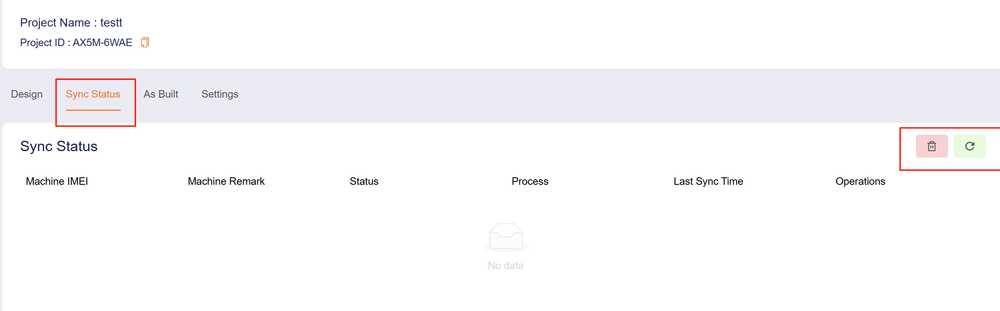 Project Name : testt
Project ID : AX5M-6WAE
Design Sync Status As Built Settings
Sync Status
Machine IMEI Machine Remark Status Process Last Sync Time Operations
No data